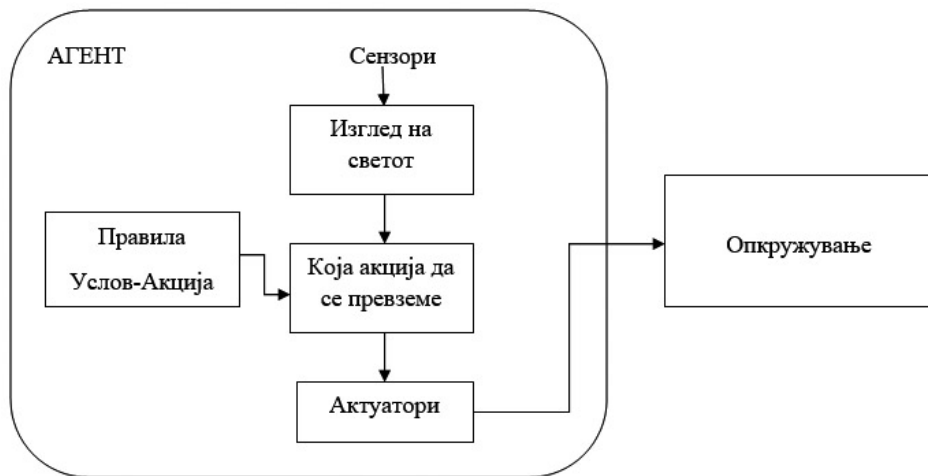 АГЕНТ
Сензори
Изглед на
светот
Правила
Услов-Акција
Која акција да
се превземе
Актуатори
Опкружување